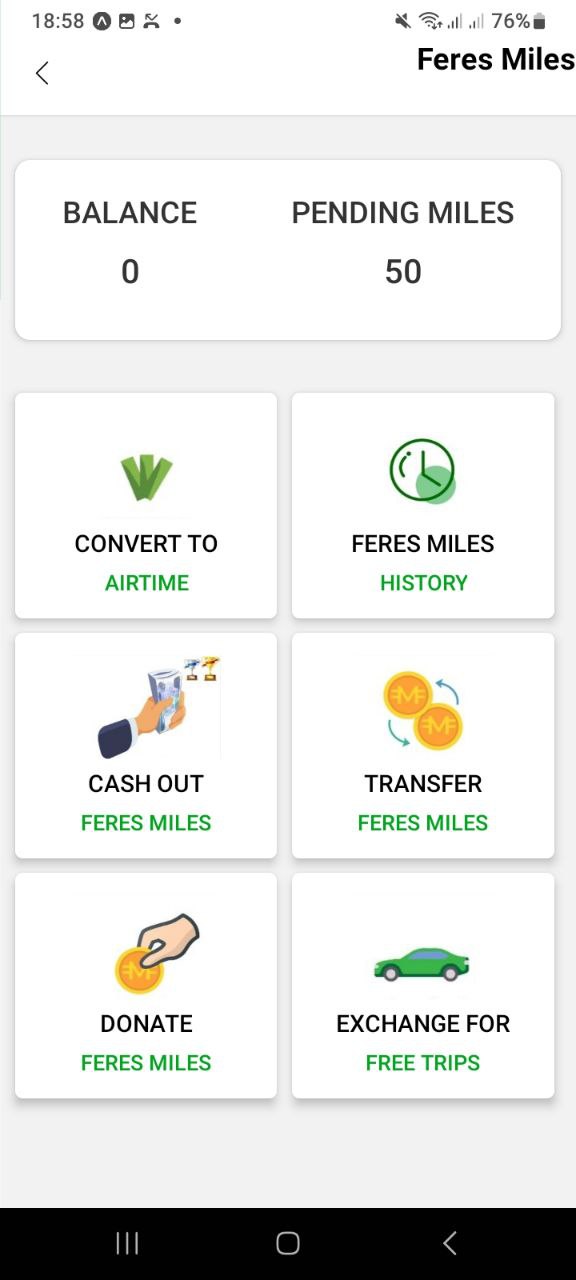 18:58 76%
Feres Miles
BALANCE PENDING MILES
0 50
CONVERT TO
AIRTIME
FERES MILES
HISTORY
CASH OUT
FERES MILES
TRANSFER
FERES MILES
DONATE
FERES MILES
EXCHANGE FOR
FREE TRIPS